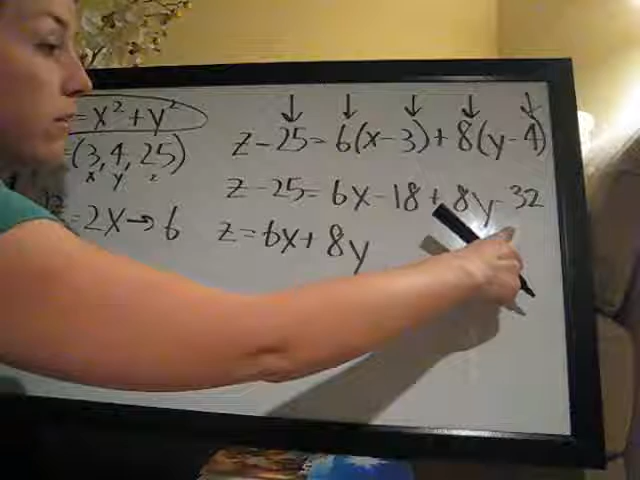 = x² + y²
z - 25 = 6(x - 3) + 8(y - 4)
= (3, 4, 25)
x y z
z - 25 = 6x - 18 + 8y - 32
= 2x → 6
z = 6x + 8y